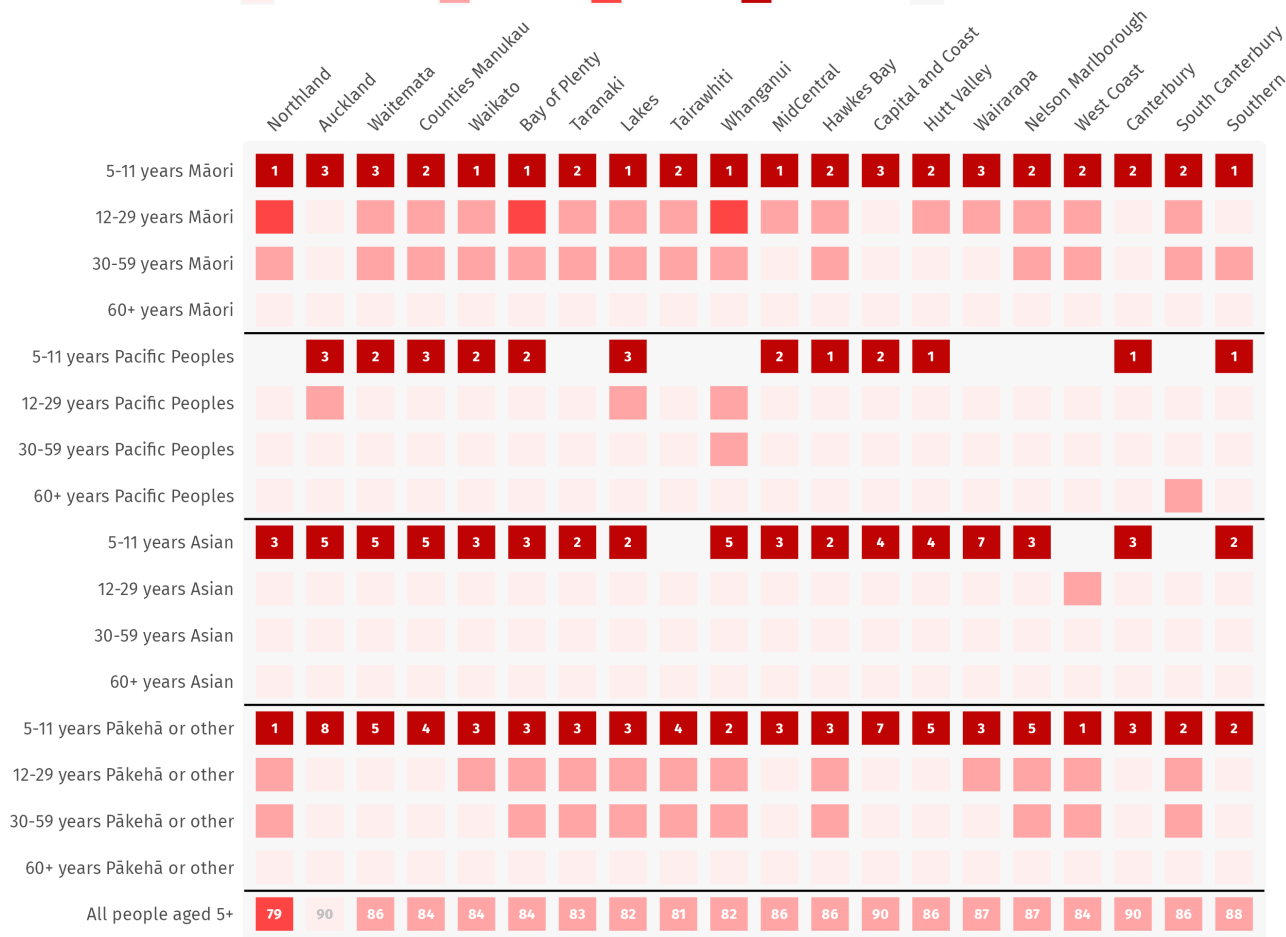 Northland
Auckland
Waitemata
Counties Manukau
Waikato
Bay of Plenty
Taranaki
Lakes
Tairawhiti
Whanganui
MidCentral
Hawkes Bay
Capital and Coast
Hutt Valley
Wairarapa
Nelson Marlborough
West Coast
Canterbury
South Canterbury
Southern
5-11 years Māori 1 3 3 2 1 1 2 1 2 1 1 2 3 2 3 2 2 2 2 1
12-29 years Māori
30-59 years Māori
60+ years Māori
5-11 years Pacific Peoples 3 2 3 2 2 3 2 1 2 1 1 1
12-29 years Pacific Peoples
30-59 years Pacific Peoples
60+ years Pacific Peoples
5-11 years Asian 3 5 5 5 3 3 2 2 5 3 2 4 4 7 3 3 2
12-29 years Asian
30-59 years Asian
60+ years Asian
5-11 years Pākehā or other 1 8 5 4 3 3 3 3 4 2 3 3 7 5 3 5 1 3 2 2
12-29 years Pākehā or other
30-59 years Pākehā or other
60+ years Pākehā or other
All people aged 5+ 79 90 86 84 84 84 83 82 81 82 86 86 90 86 87 87 84 90 86 88